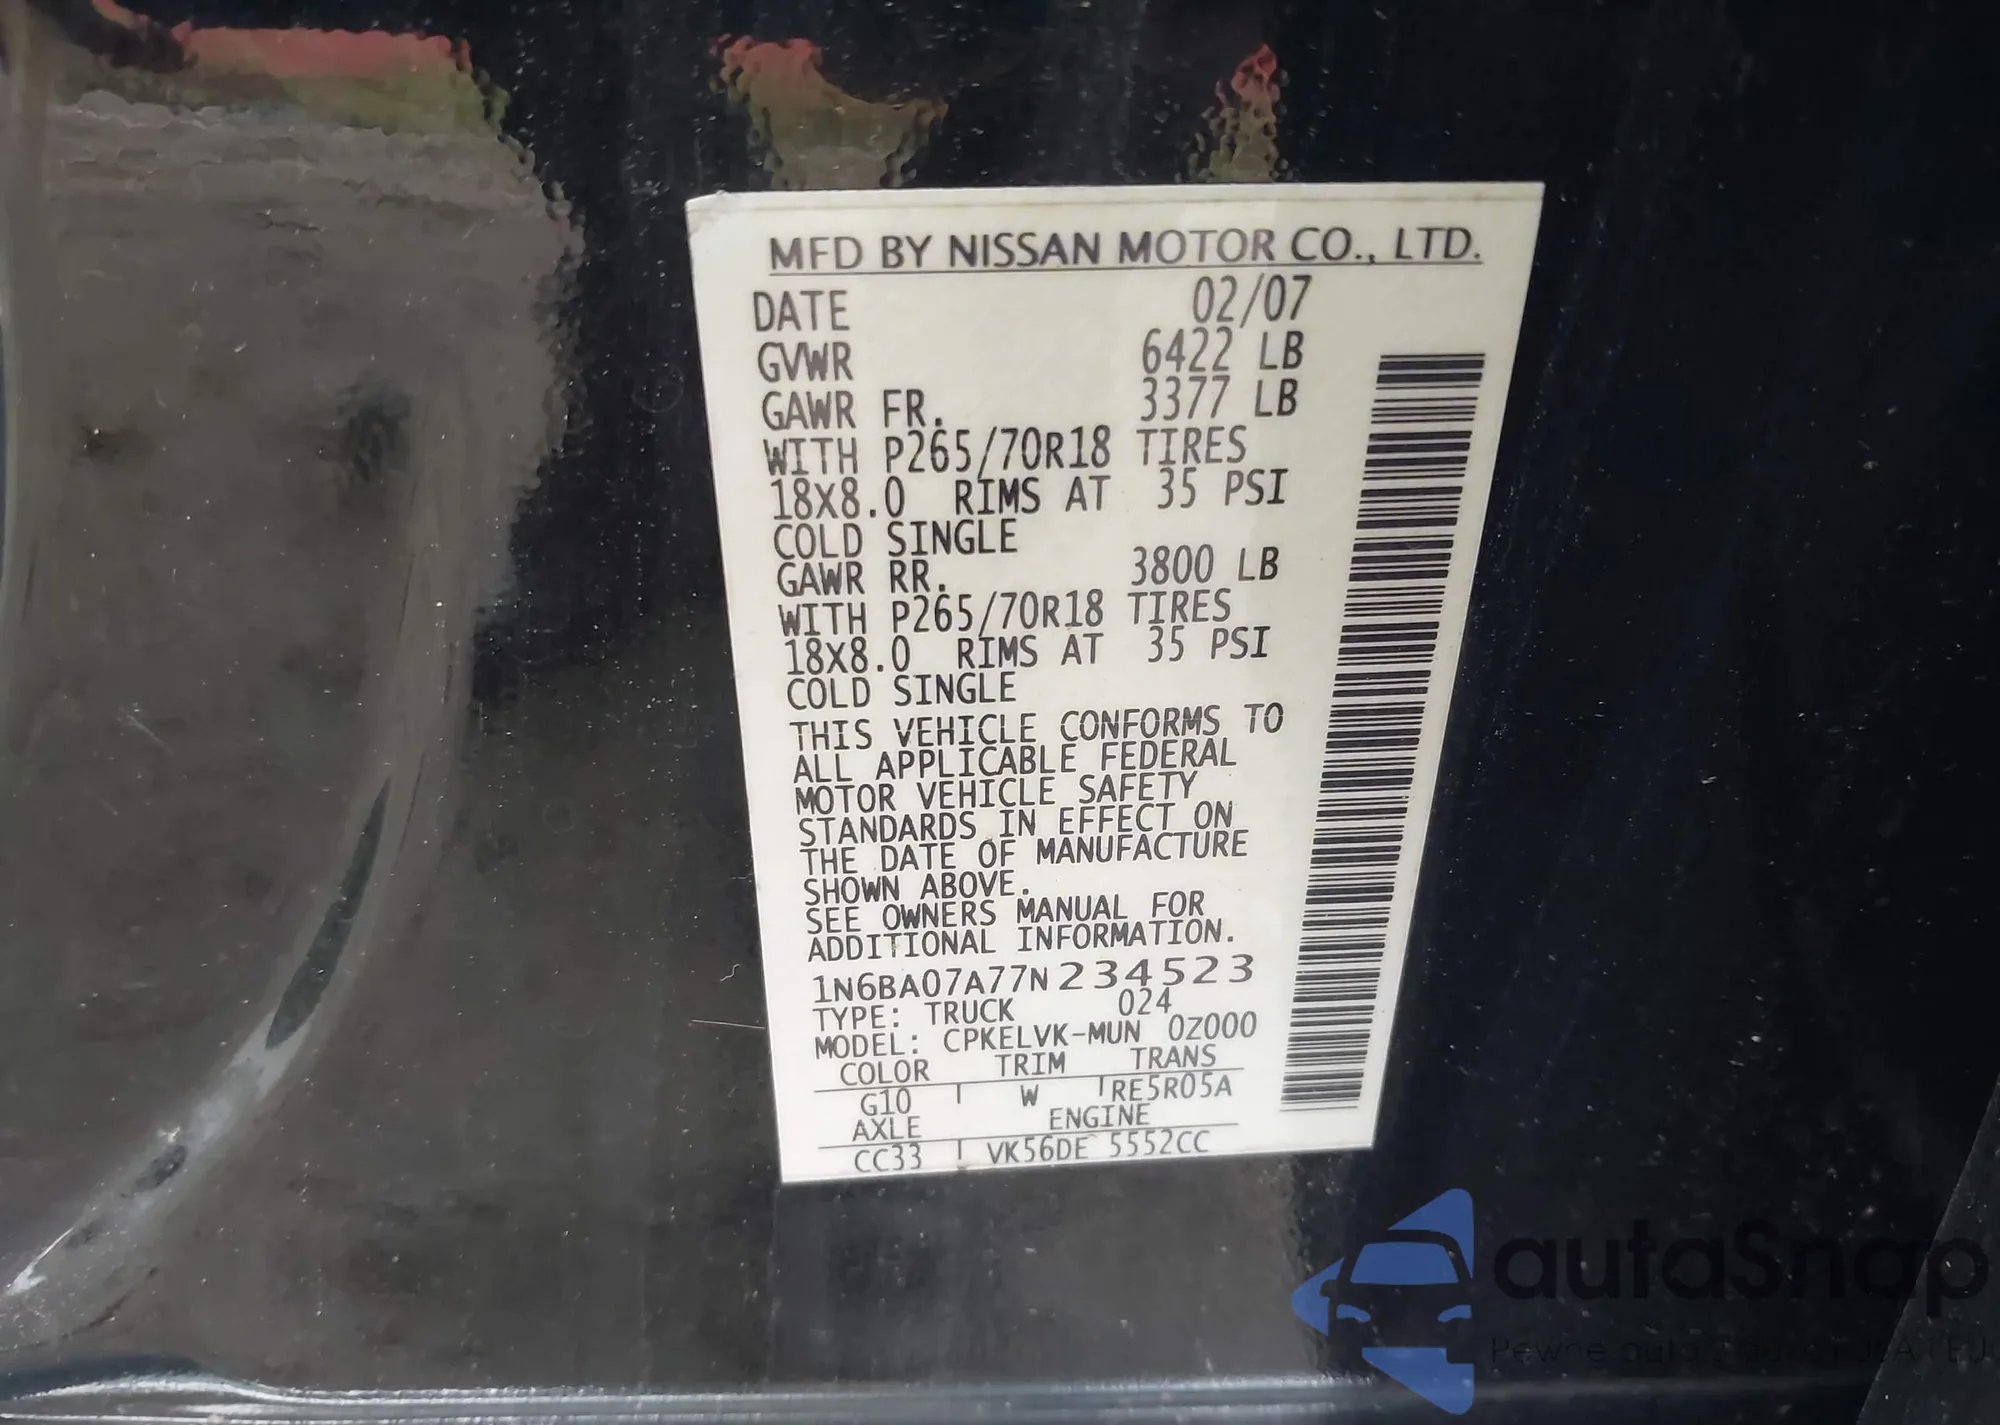 MFD BY NISSAN MOTOR CO., LTD.
DATE 02/07
GVWR 6422 LB
GAWR FR. 3377 LB
WITH P265/70R18 TIRES
18X8.0 RIMS AT 35 PSI
COLD SINGLE
GAWR RR. 3800 LB
WITH P265/70R18 TIRES
18X8.0 RIMS AT 35 PSI
COLD SINGLE
THIS VEHICLE CONFORMS TO
ALL APPLICABLE FEDERAL
MOTOR VEHICLE SAFETY
STANDARDS IN EFFECT ON
THE DATE OF MANUFACTURE
SHOWN ABOVE.
SEE OWNERS MANUAL FOR
ADDITIONAL INFORMATION.
1N6BA07A77N234523
TYPE: TRUCK 024
MODEL: CPKELVK-MUN 0Z000
COLOR TRIM TRANS
G10 W RE5R05A
AXLE ENGINE
CC33 VK56DE 5552CC
autaSnap
Pewne auto z